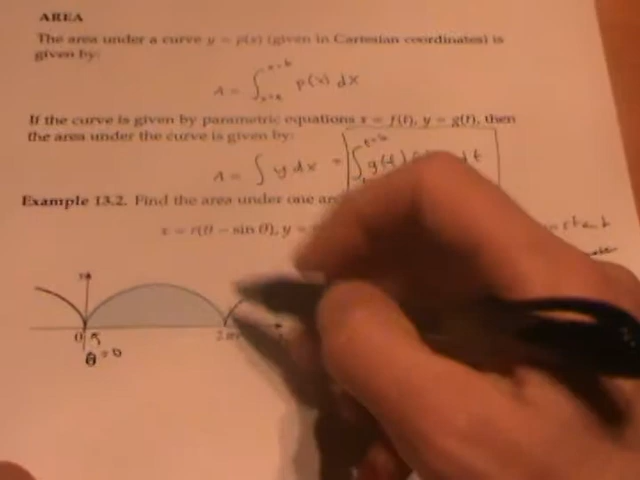 AREA
The area under a curve y = p(x) (given in Cartesian coordinates) is
given by:
A = ∫ₓ₌ₐˣ⁼ᵇ p(x) dx
If the curve is given by parametric equations x = f(t), y = g(t), then
the area under the curve is given by:
A = ∫ y dx = ∫ g(t)
Example 13.2. Find the area under one
x = r(θ − sin θ), y =
0
θ = 0